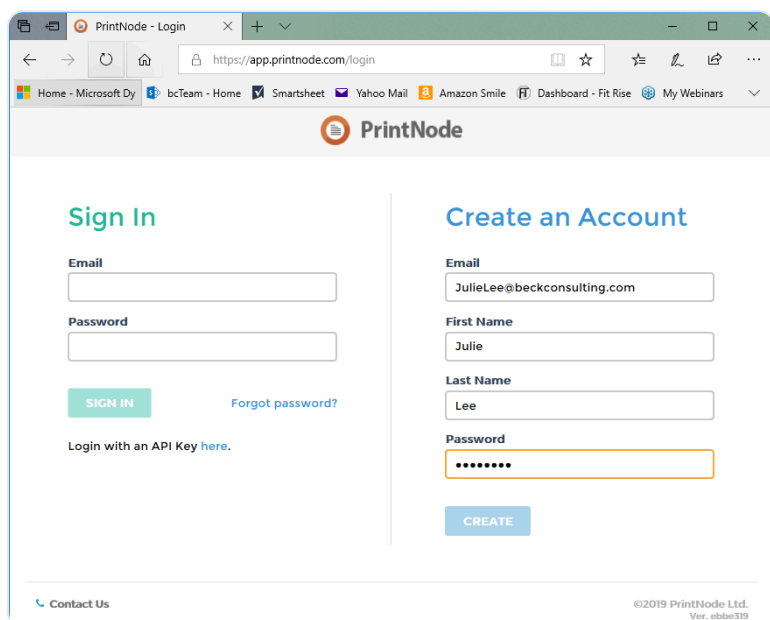 PrintNode - Login
https://app.printnode.com/login
Home - Microsoft Dy bcTeam - Home Smartsheet Yahoo Mail Amazon Smile Dashboard - Fit Rise My Webinars
PrintNode
Sign In
Email
Password
SIGN IN
Forgot password?
Login with an API Key here.
Create an Account
Email
JulieLee@beckconsulting.com
First Name
Julie
Last Name
Lee
Password
••••••••
CREATE
Contact Us
©2019 PrintNode Ltd.
Ver. ebbe319